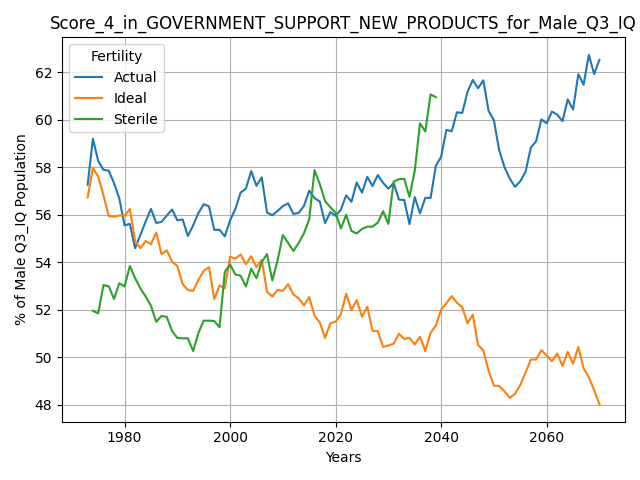 Score_4_in_GOVERNMENT_SUPPORT_NEW_PRODUCTS_for_Male_Q3_IQ
Fertility
Actual
Ideal
Sterile
% of Male Q3_IQ Population
62
60
58
56
54
52
50
48
1980 2000 2020 2040 2060
Years